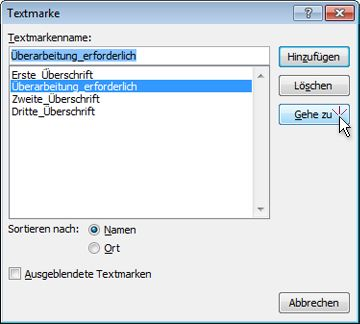 Textmarke
Textmarkenname:
Überarbeitung_erforderlich
Hinzufügen
Erste_Überschrift
Überarbeitung_erforderlich
Zweite_Überschrift
Dritte_Überschrift
Löschen
Gehe zu
Sortieren nach:
Namen
Ort
Ausgeblendete Textmarken
Abbrechen